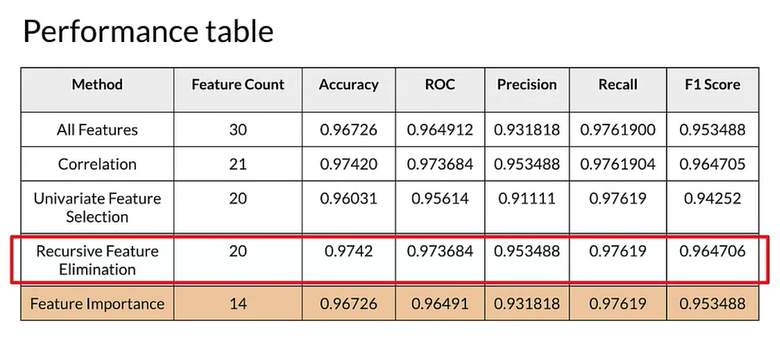 Performance table
Method Feature Count Accuracy ROC Precision Recall F1 Score
All Features 30 0.96726 0.964912 0.931818 0.9761900 0.953488
Correlation 21 0.97420 0.973684 0.953488 0.9761904 0.964705
Univariate Feature 20 0.96031 0.95614 0.91111 0.97619 0.94252
Selection
Recursive Feature 20 0.9742 0.973684 0.953488 0.97619 0.964706
Elimination
Feature Importance 14 0.96726 0.96491 0.931818 0.97619 0.953488